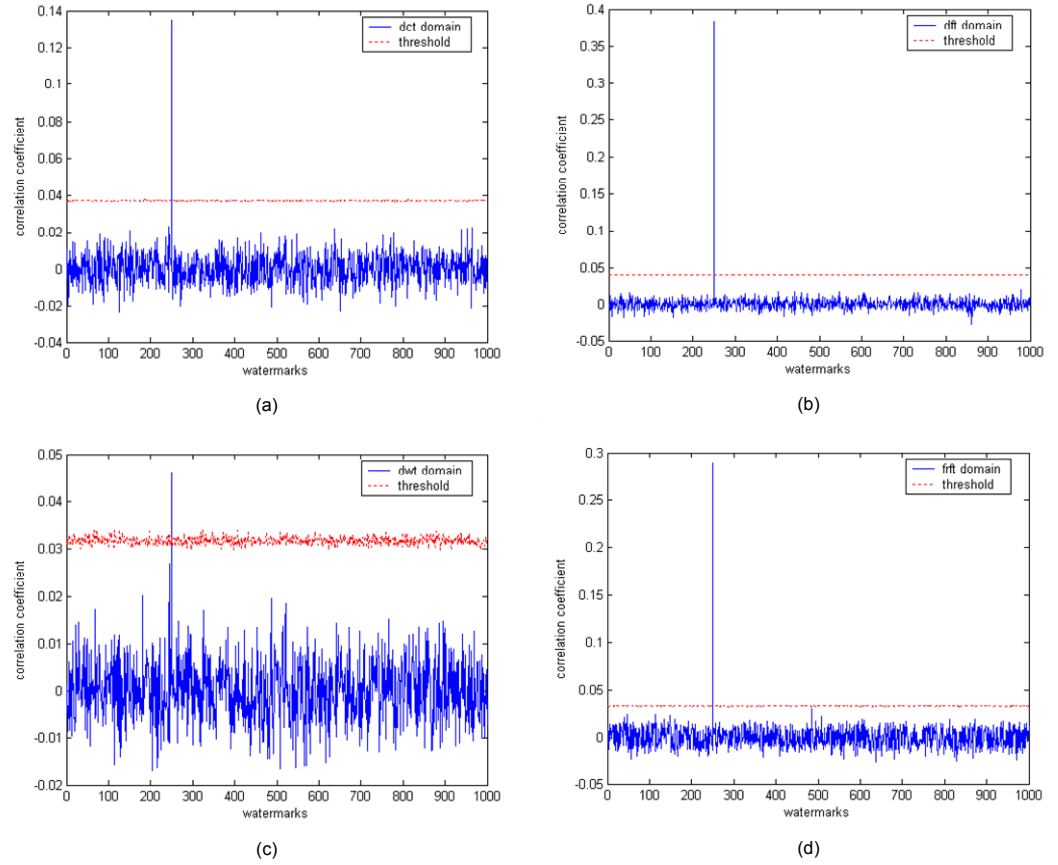 0.14
0.12
0.1
0.08
0.06
0.04
0.02
0
-0.02
-0.04
correlation coefficient
dct domain
threshold
0 100 200 300 400 500 600 700 800 900 1000
watermarks
(a)
0.4
0.35
0.3
0.25
0.2
0.15
0.1
0.05
0
-0.05
correlation coefficient
dft domain
threshold
0 100 200 300 400 500 600 700 800 900 1000
watermarks
(b)
0.05
0.04
0.03
0.02
0.01
0
-0.01
-0.02
correlation coefficient
dwt domain
threshold
0 100 200 300 400 500 600 700 800 900 1000
watermarks
(c)
0.3
0.25
0.2
0.15
0.1
0.05
0
-0.05
correlation coefficient
frft domain
threshold
0 100 200 300 400 500 600 700 800 900 1000
watermarks
(d)